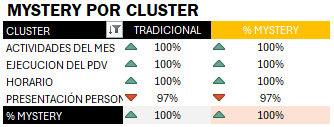 MYSTERY POR CLUSTER
CLUSTER TRADICIONAL % MYSTERY
ACTIVIDADES DEL MES 100% 100%
EJECUCION DEL PDV 100% 100%
HORARIO 100% 100%
PRESENTACIÓN PERSON 97% 97%
% MYSTERY 100% 100%